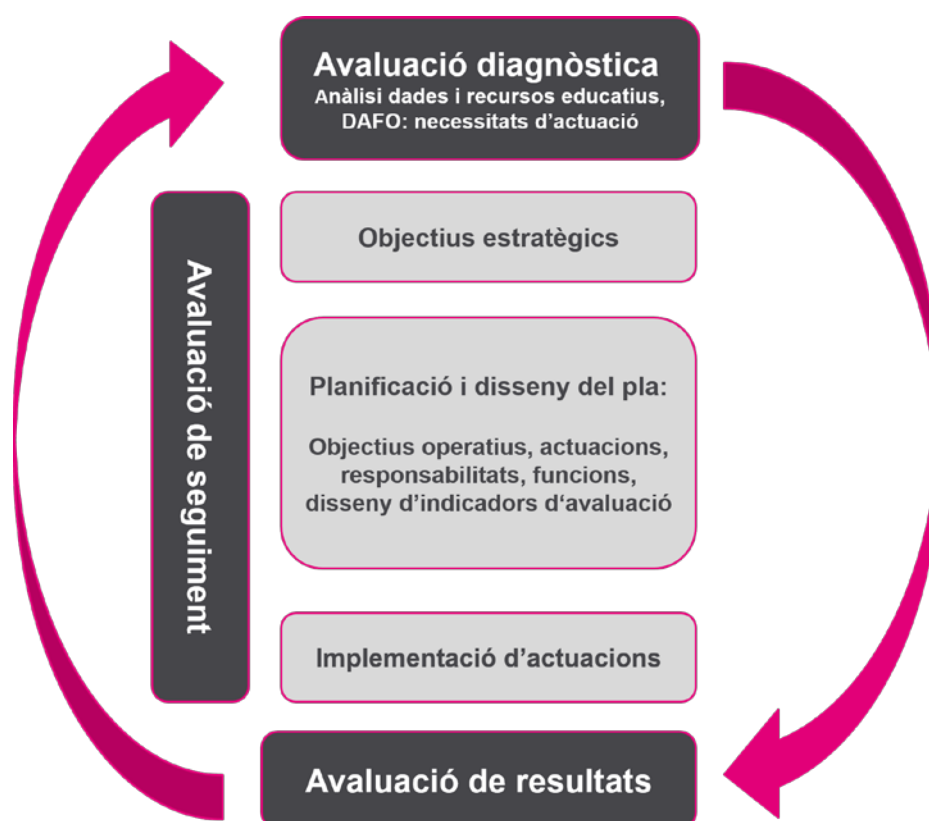 Avaluació diagnòstica
Anàlisi dades i recursos educatius,
DAFO: necessitats d’actuació
Avaluació de seguiment
Objectius estratègics
Planificació i disseny del pla:
Objectius operatius, actuacions,
responsabilitats, funcions,
disseny d’indicadors d‘avaluació
Implementació d’actuacions
Avaluació de resultats